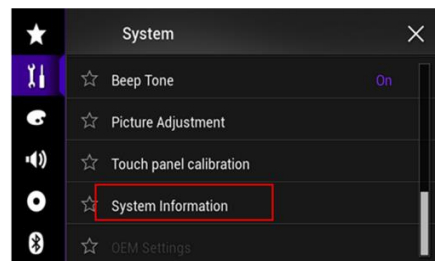 System
Beep Tone On
Picture Adjustment
Touch panel calibration
System Information
OEM Settings